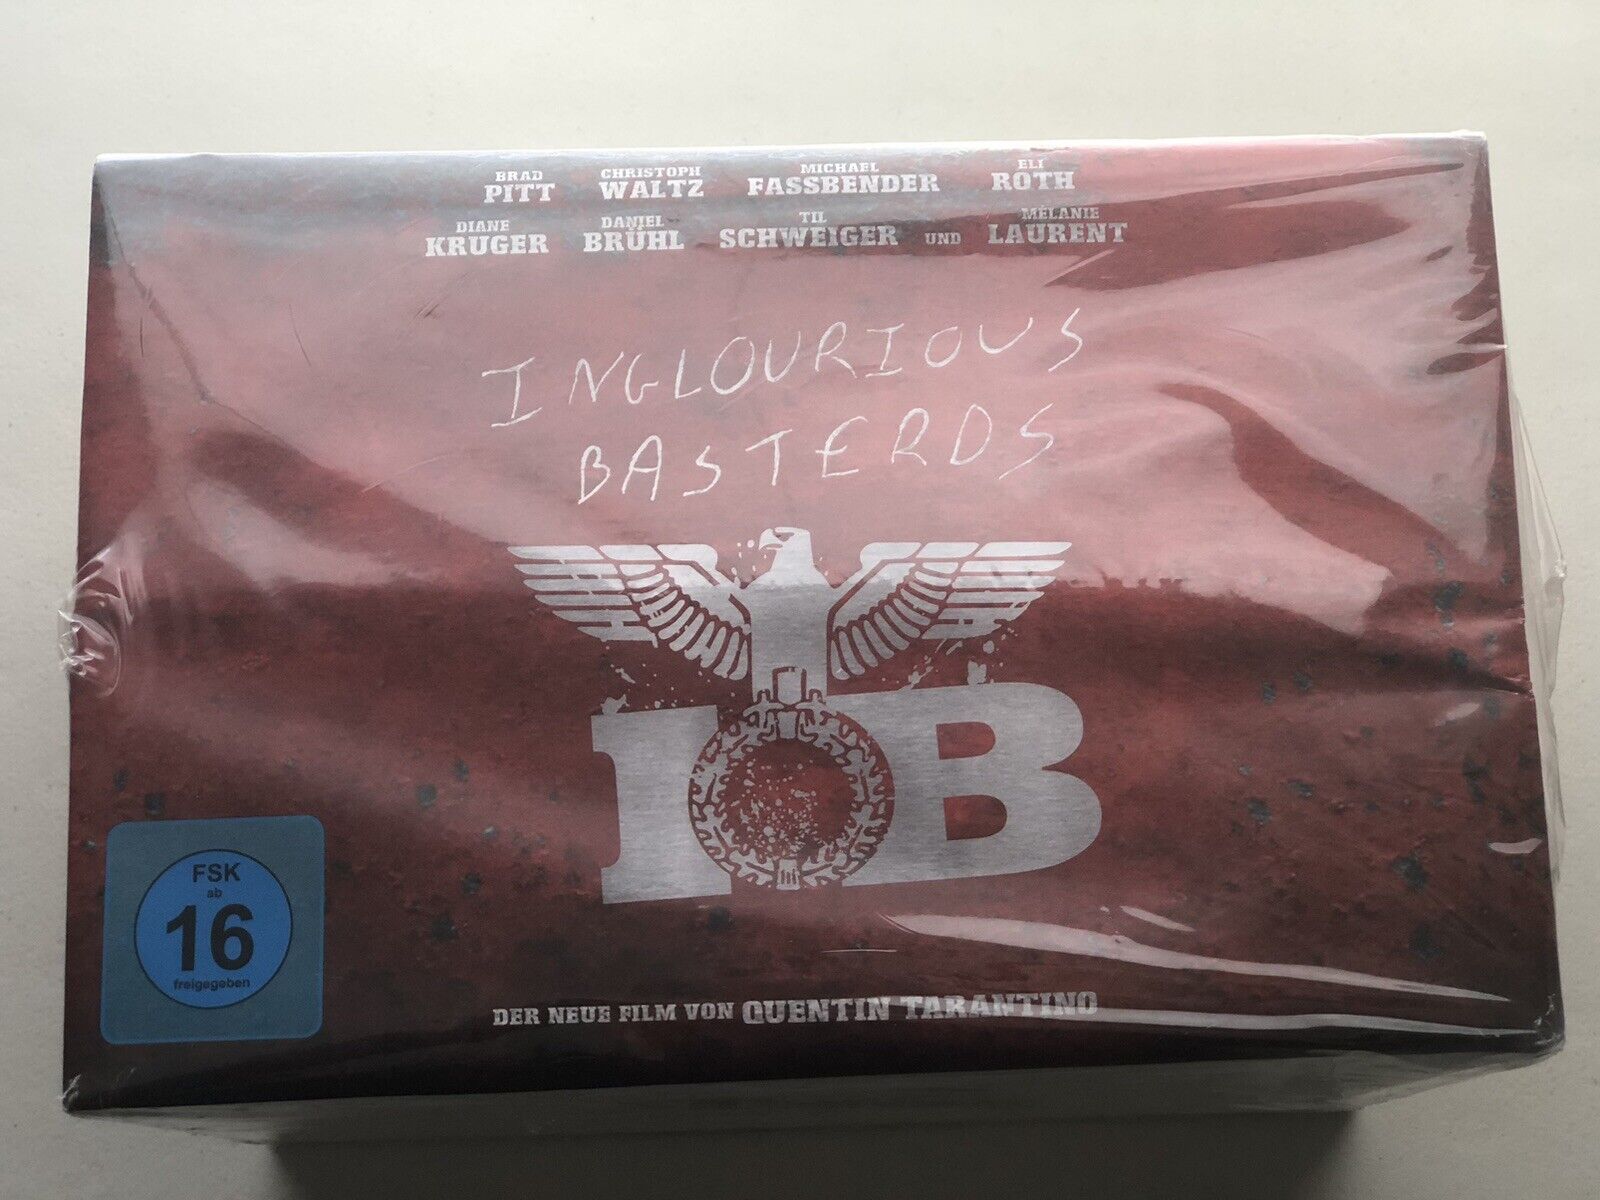 BRAD CHRISTOPH MICHAEL ELI
PITT WALTZ FASSBENDER ROTH
DIANE DANIEL TIL MÉLANIE
KRUGER BRÜHL SCHWEIGER UND LAURENT
INGLOURIOUS
BASTERDS
IB
FSK
ab
16
freigegeben
DER NEUE FILM VON QUENTIN TARANTINO